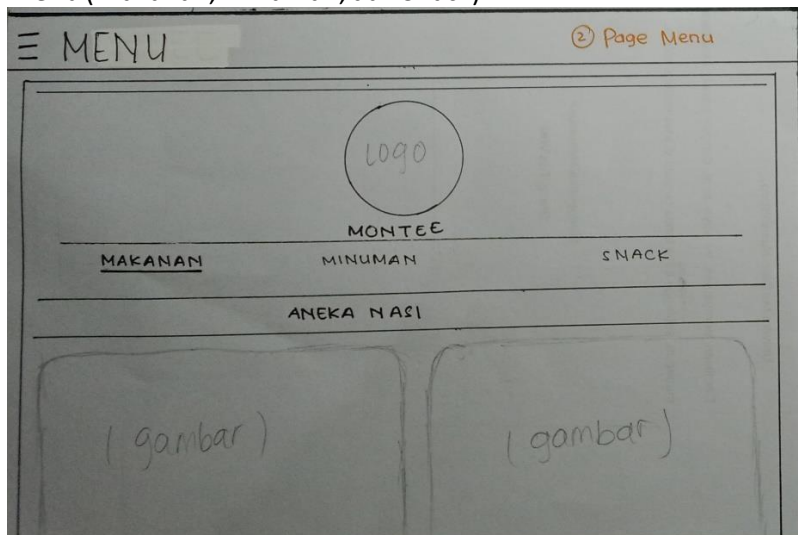 MENU
② Page Menu
LOGO
MONTEE
MAKANAN MINUMAN SNACK
ANEKA NASI
(gambar) (gambar)